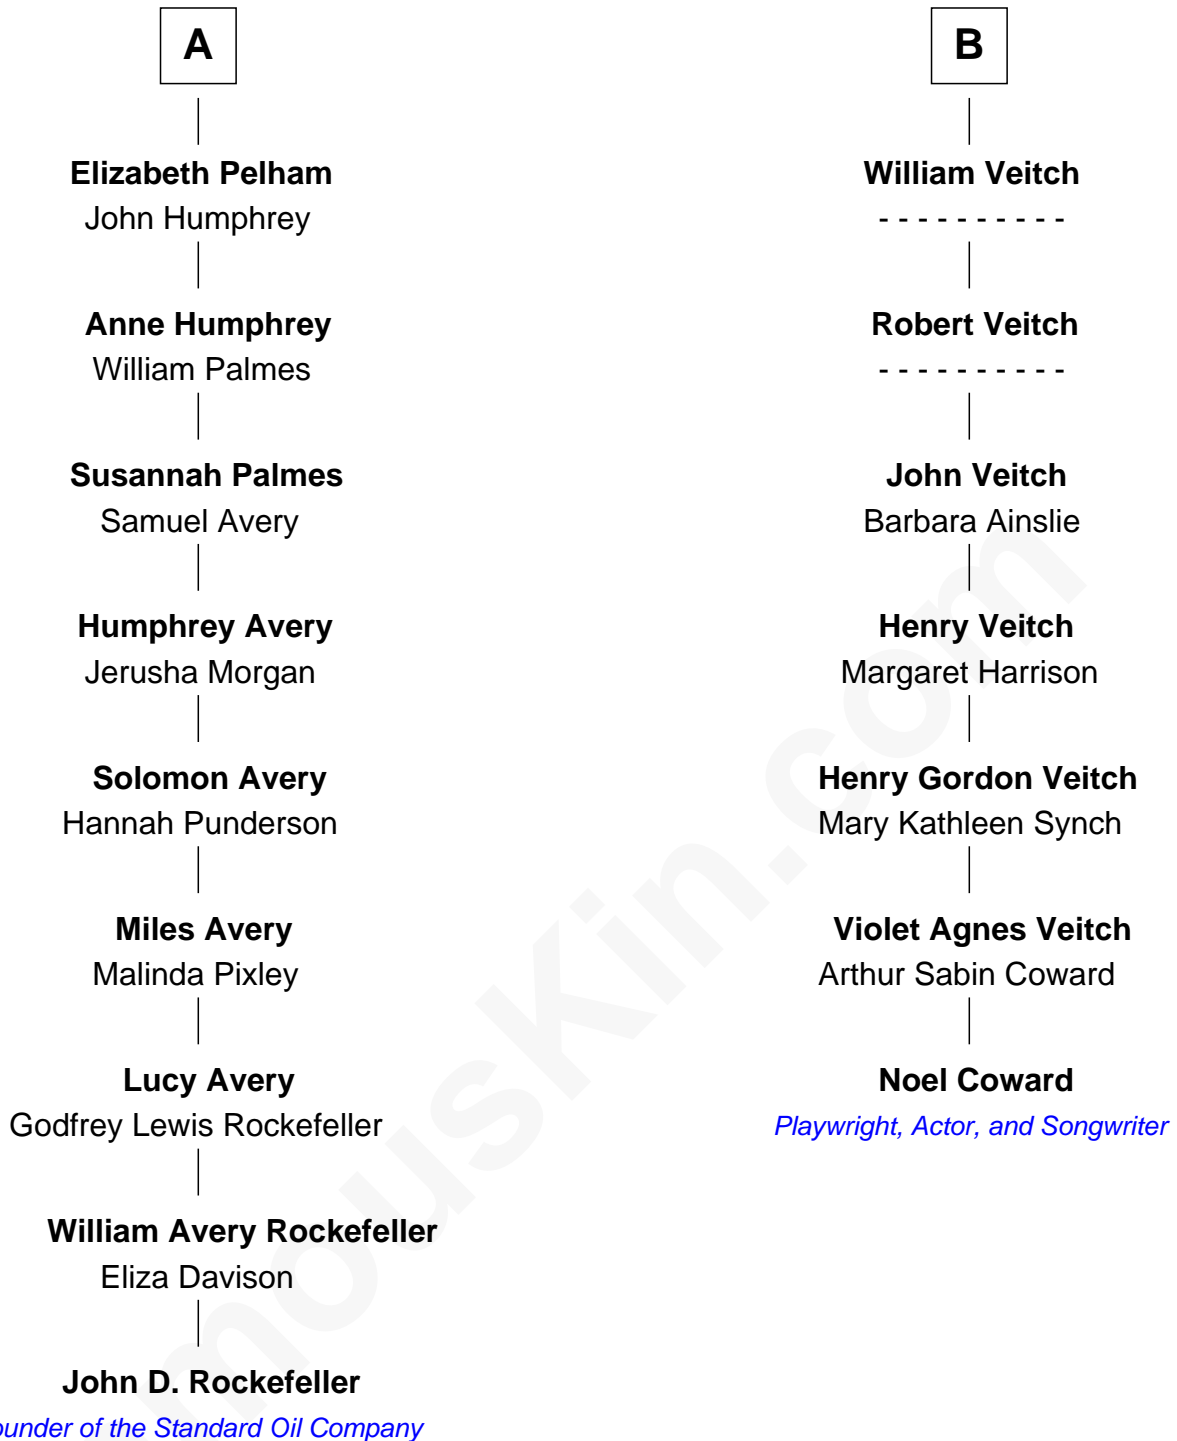 A
Elizabeth Pelham
John Humphrey
Anne Humphrey
William Palmes
Susannah Palmes
Samuel Avery
Humphrey Avery
Jerusha Morgan
Solomon Avery
Hannah Punderson
Miles Avery
Malinda Pixley
Lucy Avery
Godfrey Lewis Rockefeller
William Avery Rockefeller
Eliza Davison
John D. Rockefeller
ounder of the Standard Oil Company
B
William Veitch
- - - - - - - - - -
Robert Veitch
- - - - - - - - - -
John Veitch
Barbara Ainslie
Henry Veitch
Margaret Harrison
Henry Gordon Veitch
Mary Kathleen Synch
Violet Agnes Veitch
Arthur Sabin Coward
Noel Coward
Playwright, Actor, and Songwriter
mouskin.com